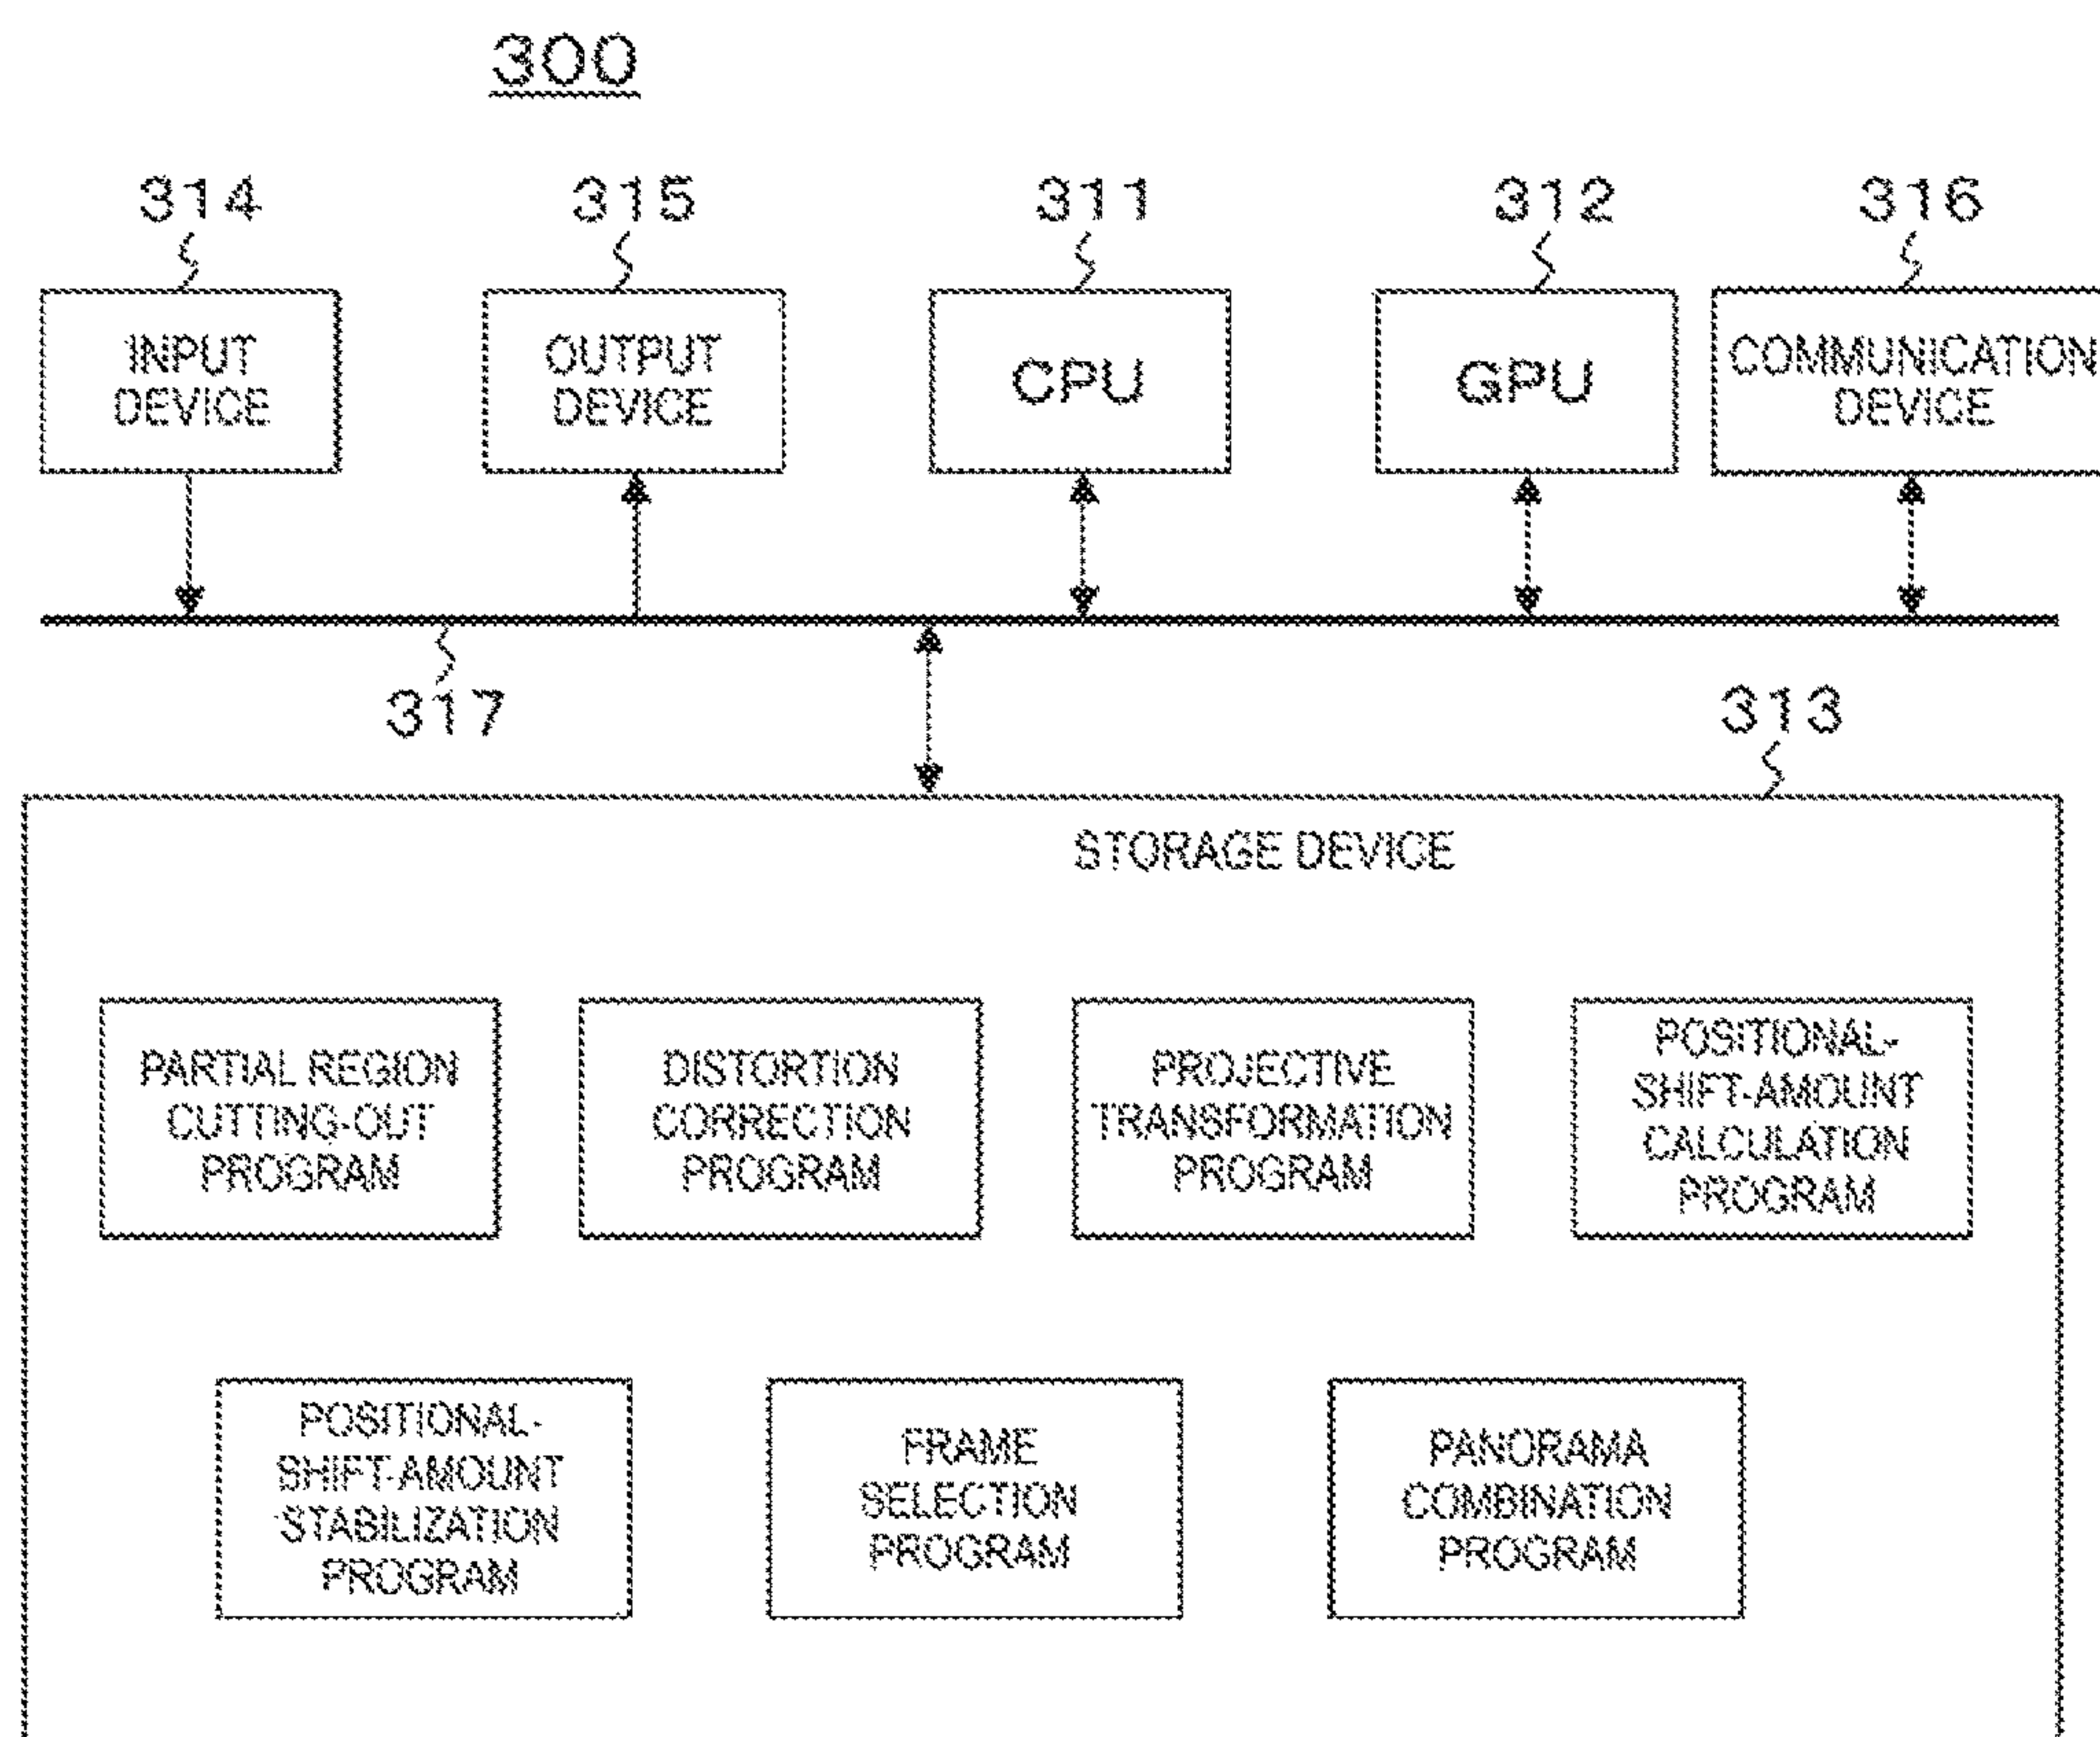 300
314
315
311
312
316
INPUT
DEVICE
OUTPUT
DEVICE
CPU
GPU
COMMUNICATION
DEVICE
317
313
STORAGE DEVICE
PARTIAL REGION
CUTTING-OUT
PROGRAM
DISTORTION
CORRECTION
PROGRAM
PROJECTIVE
TRANSFORMATION
PROGRAM
POSITIONAL-
SHIFT-AMOUNT
CALCULATION
PROGRAM
POSITIONAL-
SHIFT-AMOUNT
STABILIZATION
PROGRAM
FRAME
SELECTION
PROGRAM
PANORAMA
COMBINATION
PROGRAM